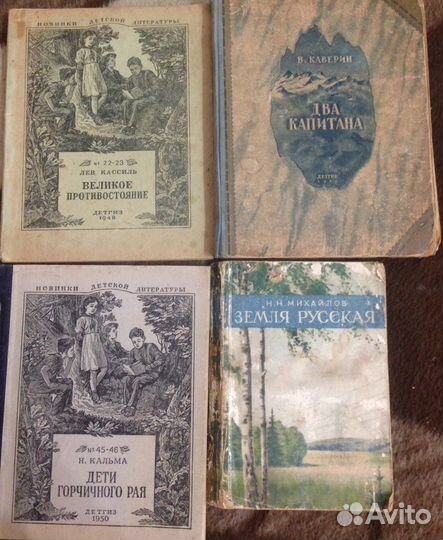 НОВИНКИ ДЕТСКОЙ ЛИТЕРАТУРЫ
№ 22-23
ЛЕВ КАССИЛЬ
ВЕЛИКОЕ
ПРОТИВОСТОЯНИЕ
ДЕТГИЗ
1948
В. КАВЕРИН
ДВА
КАПИТАНА
ДЕТГИЗ
НОВИНКИ ДЕТСКОЙ ЛИТЕРАТУРЫ
№ 45-46
Н. КАЛЬМА
ДЕТИ
ГОРЧИЧНОГО РАЯ
ДЕТГИЗ
1950
Н.Н. МИХАЙЛОВ
ЗЕМЛЯ РУССКАЯ
Avito